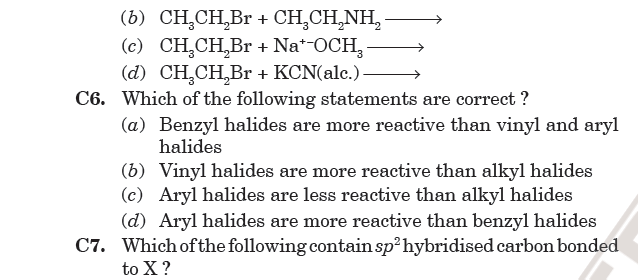 (b) CH₃CH₂Br + CH₃CH₂NH₂ ⟶
(c) CH₃CH₂Br + Na⁺⁻OCH₃ ⟶
(d) CH₃CH₂Br + KCN(alc.) ⟶
C6. Which of the following statements are correct ?
(a) Benzyl halides are more reactive than vinyl and aryl
halides
(b) Vinyl halides are more reactive than alkyl halides
(c) Aryl halides are less reactive than alkyl halides
(d) Aryl halides are more reactive than benzyl halides
C7. Which of the following contain sp² hybridised carbon bonded
to X ?